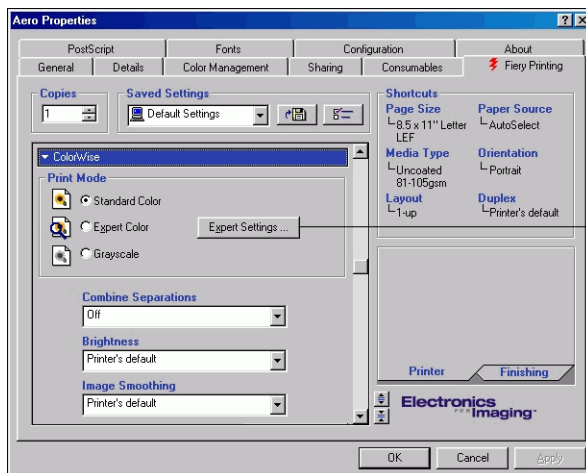 Aero Properties
PostScript Fonts Configuration About
General Details Color Management Sharing Consumables Fiery Printing
Copies
1
Saved Settings
Default Settings
ColorWise
Print Mode
Standard Color
Expert Color
Expert Settings ...
Grayscale
Combine Separations
Off
Brightness
Printer's default
Image Smoothing
Printer's default
Shortcuts
Page Size
8.5 x 11" Letter
LEF
Paper Source
AutoSelect
Media Type
Uncoated
81-105gsm
Orientation
Portrait
Layout
1-up
Duplex
Printer's default
Printer Finishing
Electronics
FOR Imaging
OK Cancel Apply